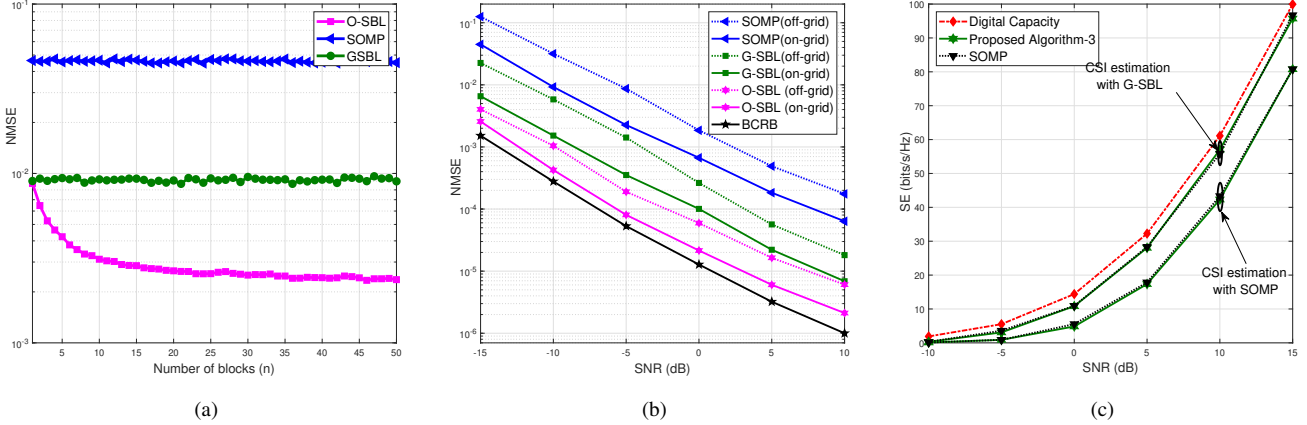 10^-1
10^-2
10^-3
NMSE
5 10 15 20 25 30 35 40 45 50
Number of blocks (n)
O-SBL
SOMP
GSBL
(a)
10^-1
10^-2
10^-3
10^-4
10^-5
10^-6
NMSE
-15 -10 -5 0 5 10
SNR (dB)
SOMP(off-grid)
SOMP(on-grid)
G-SBL(off-grid)
G-SBL(on-grid)
O-SBL (off-grid)
O-SBL (on-grid)
BCRB
(b)
100
90
80
70
60
50
40
30
20
10
0
SE (bits/s/Hz)
-10 -5 0 5 10 15
SNR (dB)
Digital Capacity
Proposed Algorithm-3
SOMP
CSI estimation
with G-SBL
CSI estimation
with SOMP
(c)